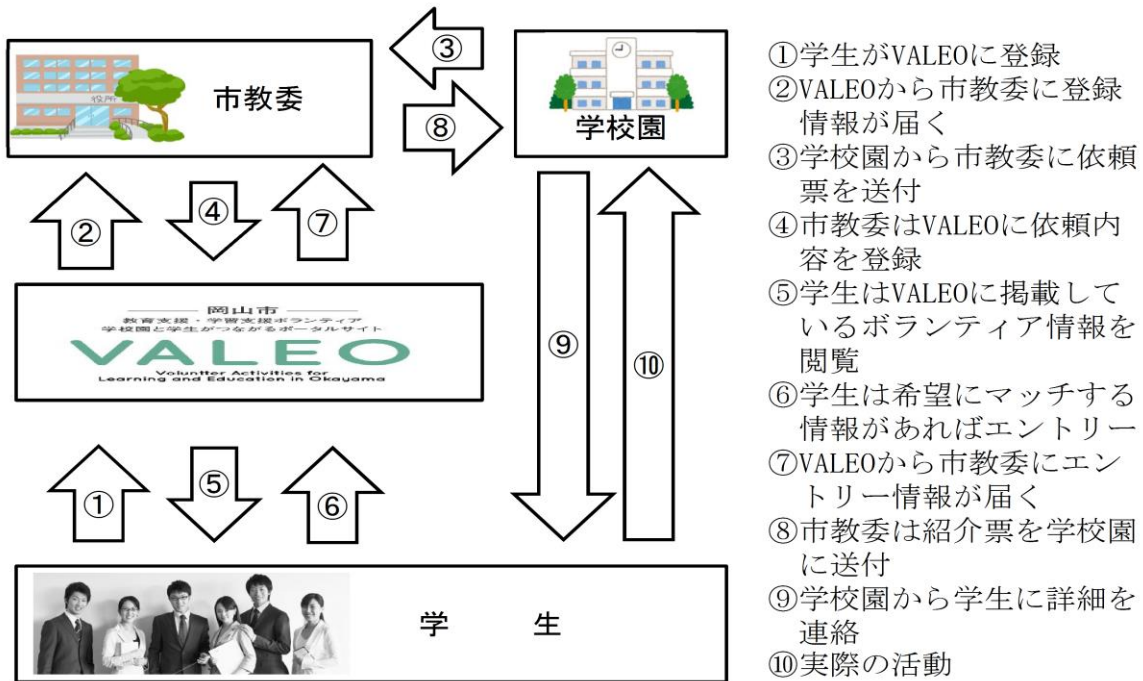 市教委
役所
③
⑧
学校園
②
④
⑦
岡山市
教育支援・学習支援ボランティア
学校園と学生がつながるポータルサイト
VALEO
Voluntter Activities for
Learning and Education in Okayama
⑨
⑩
①
⑤
⑥
学 生
①学生がVALEOに登録
②VALEOから市教委に登録
情報が届く
③学校園から市教委に依頼
票を送付
④市教委はVALEOに依頼内
容を登録
⑤学生はVALEOに掲載して
いるボランティア情報を
閲覧
⑥学生は希望にマッチする
情報があればエントリー
⑦VALEOから市教委にエン
トリー情報が届く
⑧市教委は紹介票を学校園
に送付
⑨学校園から学生に詳細を
連絡
⑩実際の活動